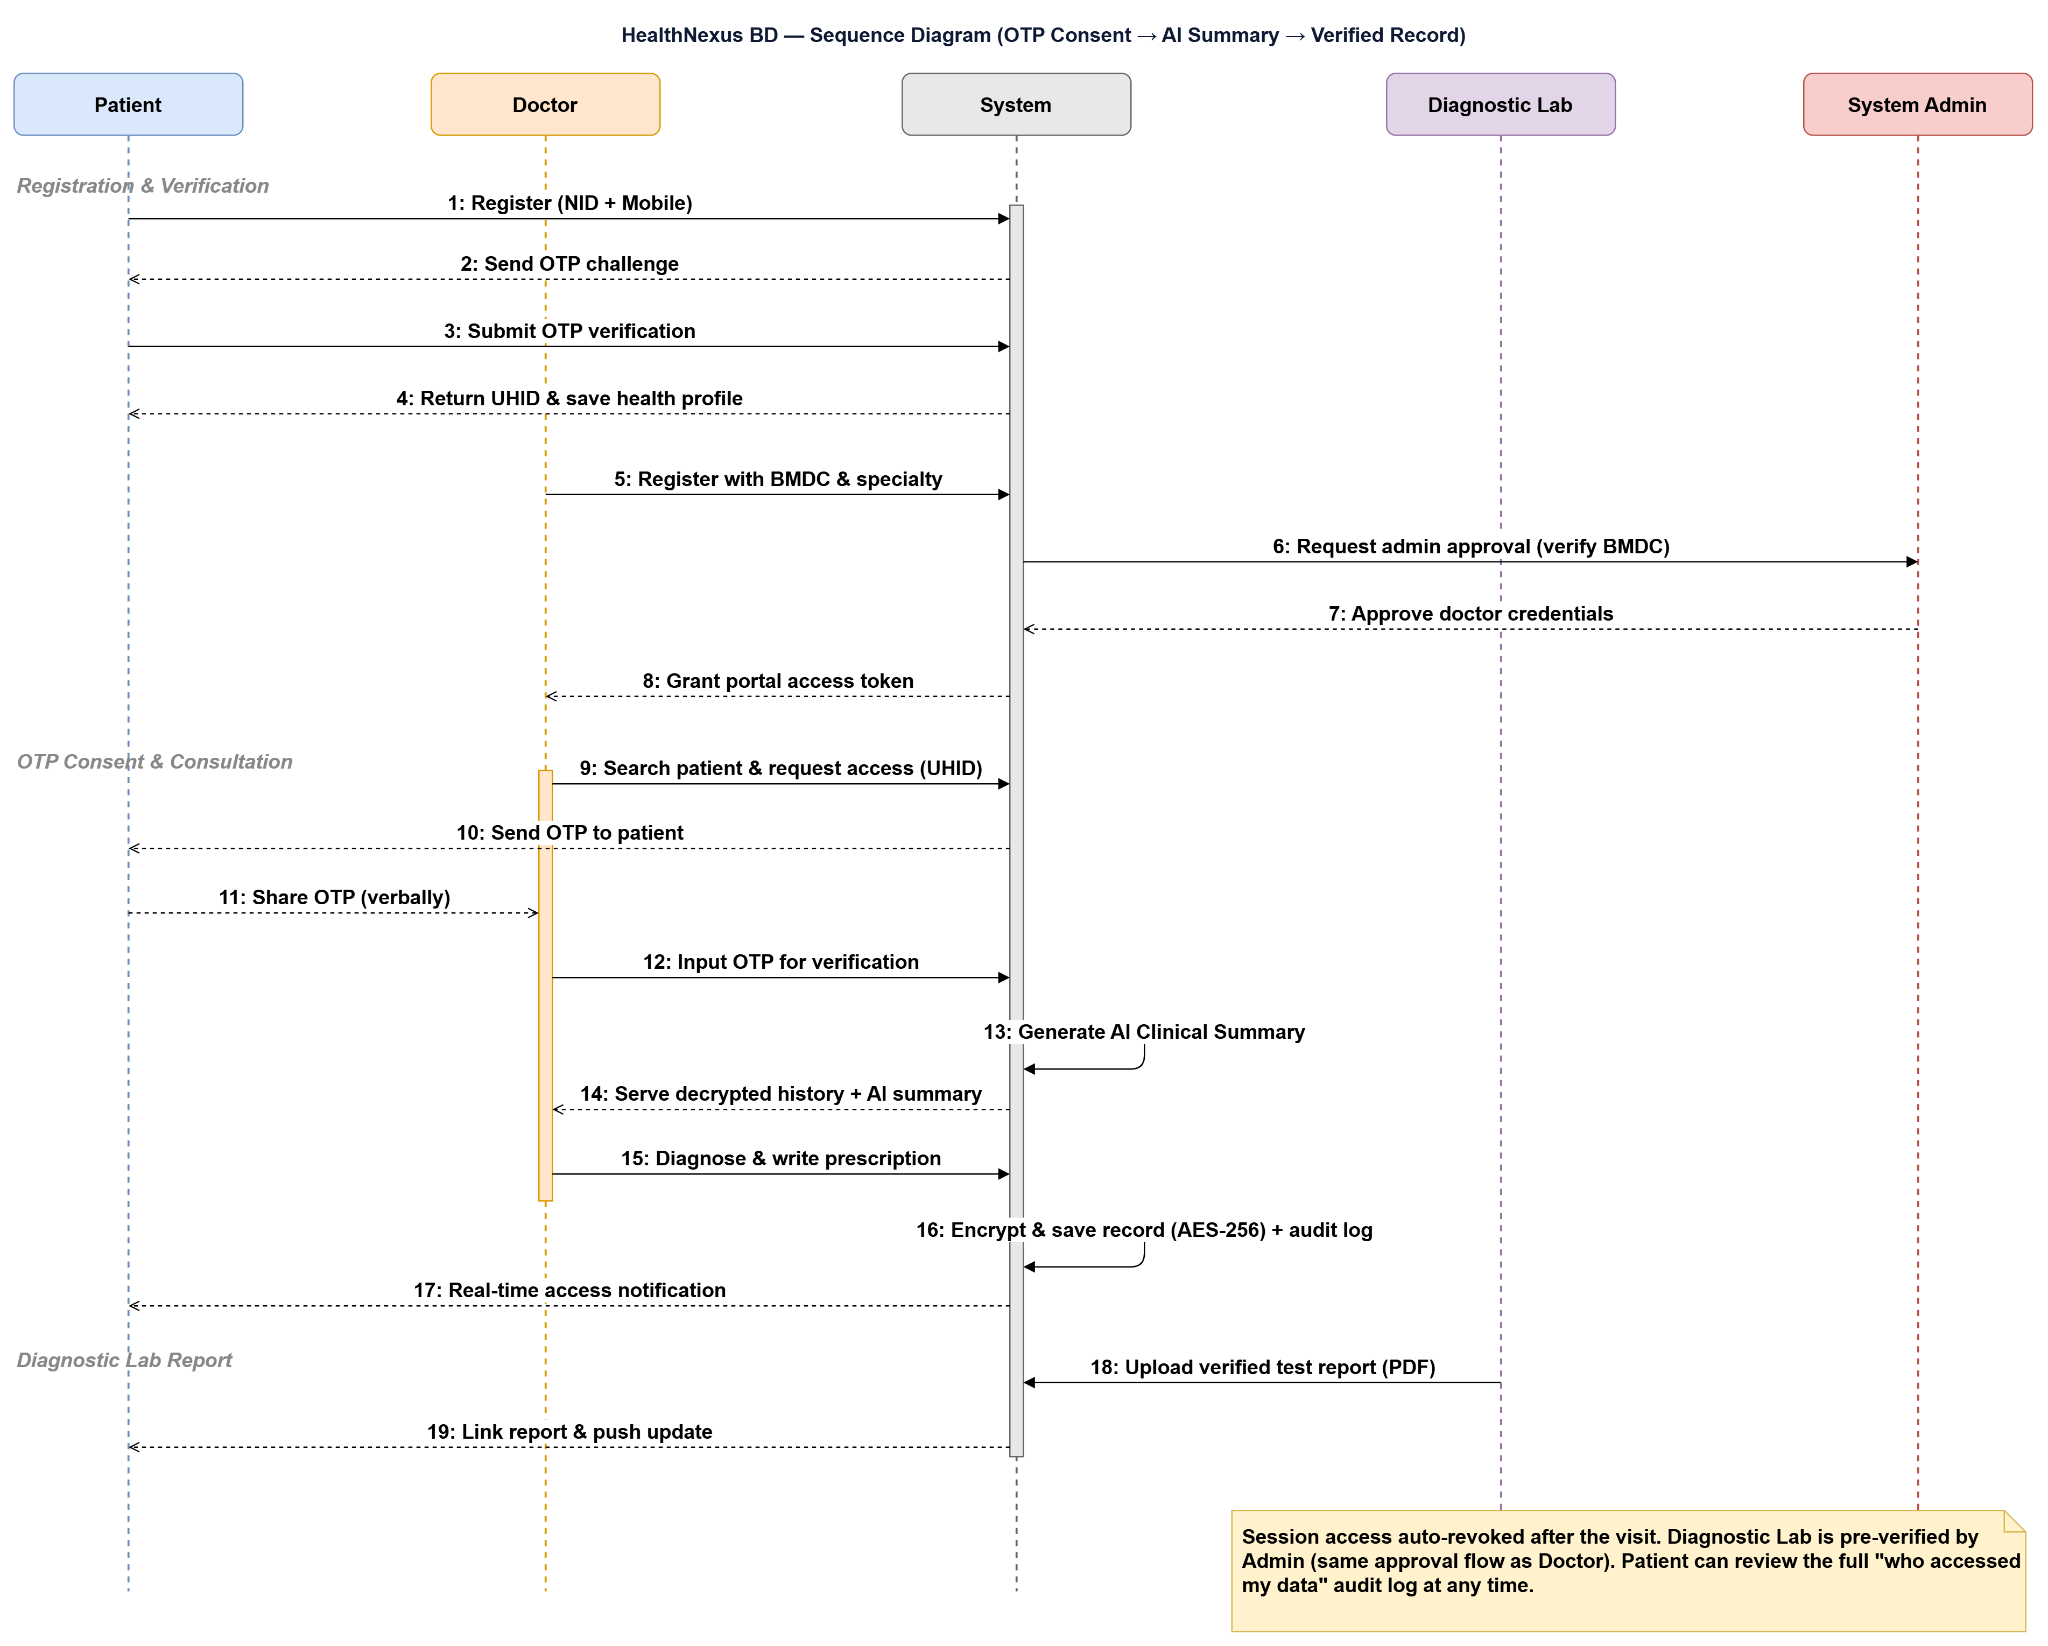 HealthNexus BD — Sequence Diagram (OTP Consent → AI Summary → Verified Record)
Patient
Doctor
System
Diagnostic Lab
System Admin
Registration & Verification
1: Register (NID + Mobile)
2: Send OTP challenge
3: Submit OTP verification
4: Return UHID & save health profile
5: Register with BMDC & specialty
6: Request admin approval (verify BMDC)
7: Approve doctor credentials
8: Grant portal access token
OTP Consent & Consultation
9: Search patient & request access (UHID)
10: Send OTP to patient
11: Share OTP (verbally)
12: Input OTP for verification
13: Generate AI Clinical Summary
14: Serve decrypted history + AI summary
15: Diagnose & write prescription
16: Encrypt & save record (AES-256) + audit log
17: Real-time access notification
Diagnostic Lab Report
18: Upload verified test report (PDF)
19: Link report & push update
Session access auto-revoked after the visit. Diagnostic Lab is pre-verified by
Admin (same approval flow as Doctor). Patient can review the full "who accessed
my data" audit log at any time.